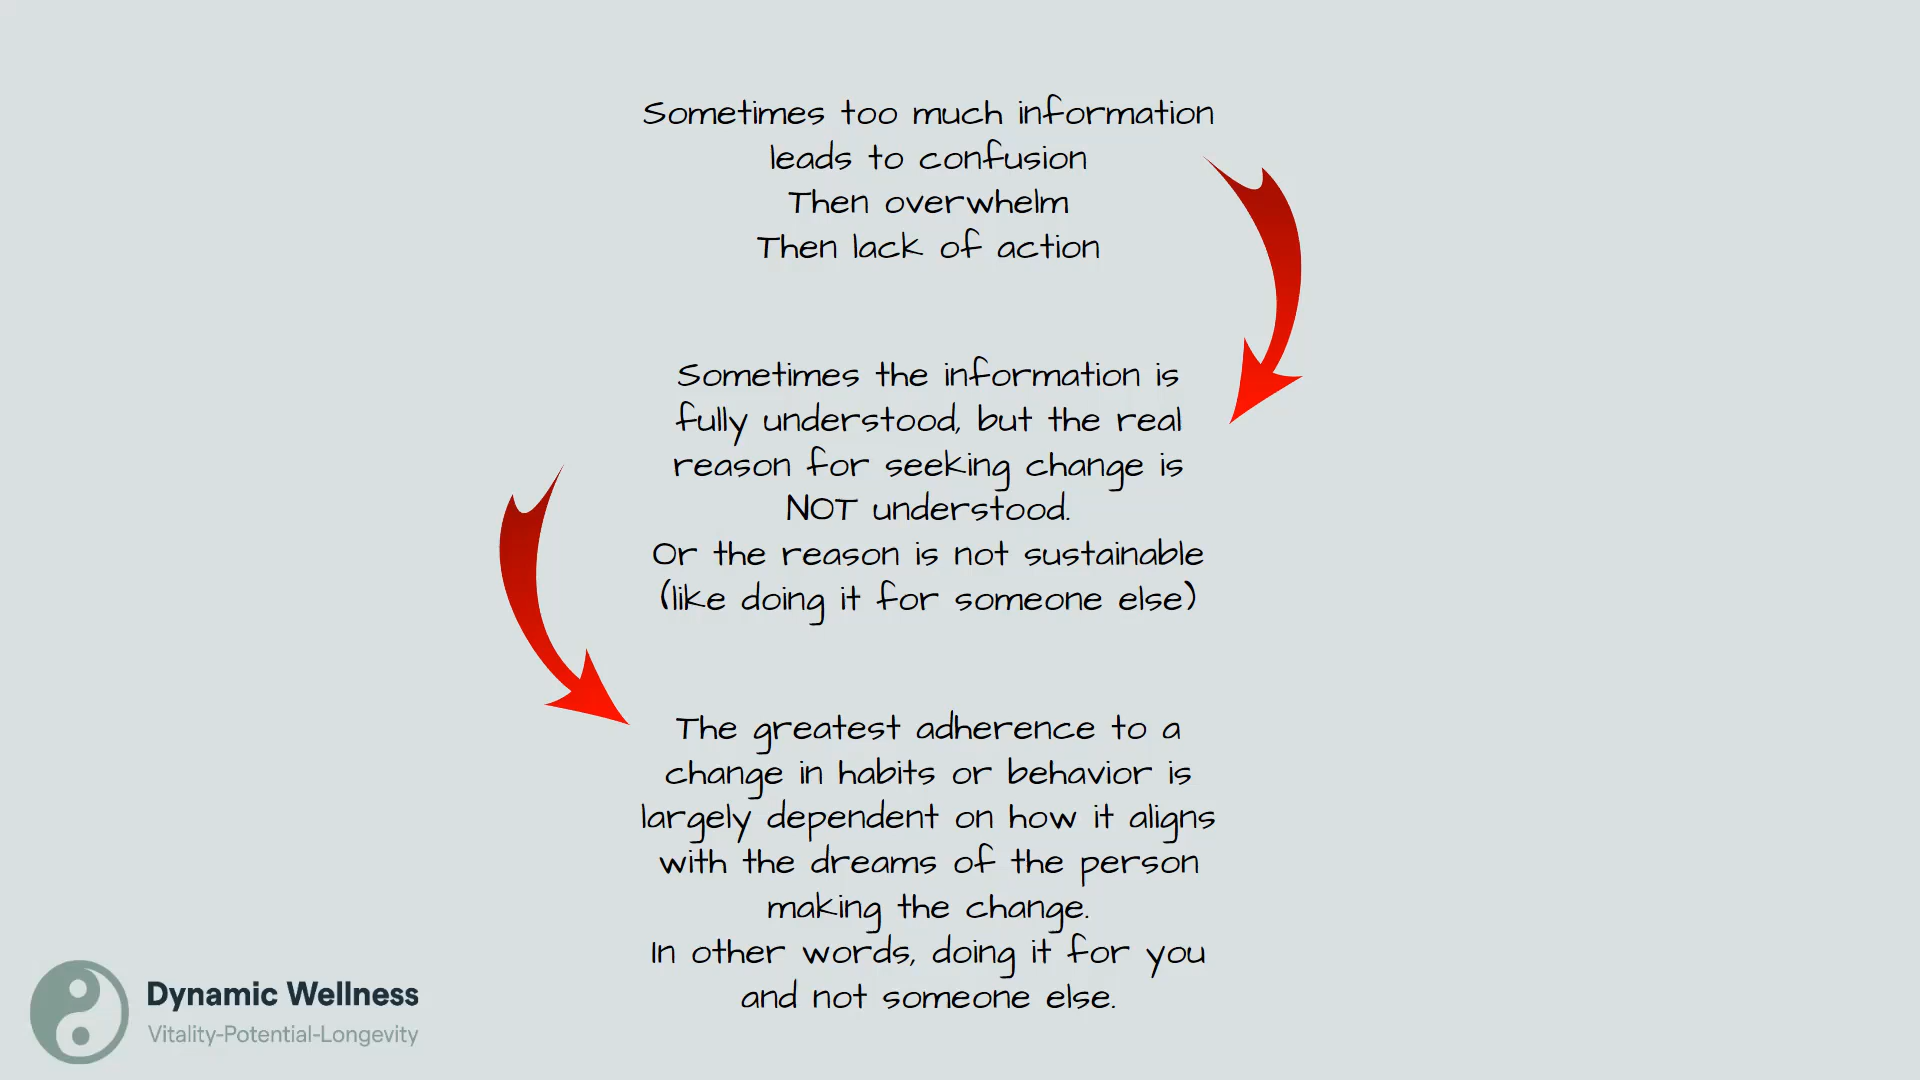 Sometimes too much information
leads to confusion
Then overwhelm
Then lack of action
Sometimes the information is
fully understood, but the real
reason for seeking change is
NOT understood.
Or the reason is not sustainable
(like doing it for someone else)
The greatest adherence to a
change in habits or behavior is
largely dependent on how it aligns
with the dreams of the person
making the change.
In other words, doing it for you
and not someone else.
Dynamic Wellness
Vitality-Potential-Longevity